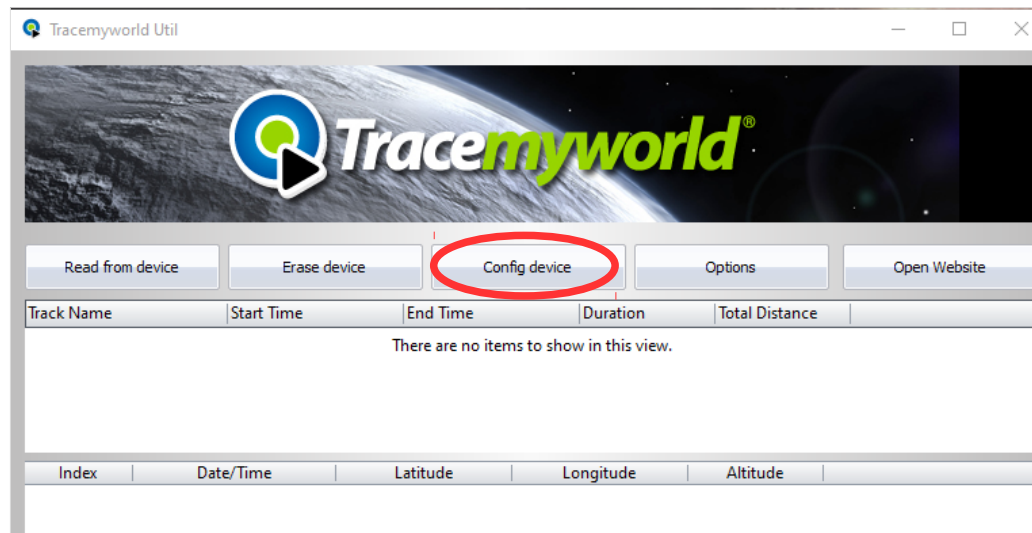 Tracemyworld Util
Tracemyworld®
Read from device Erase device Config device Options Open Website
Track Name Start Time End Time Duration Total Distance
There are no items to show in this view.
Index Date/Time Latitude Longitude Altitude